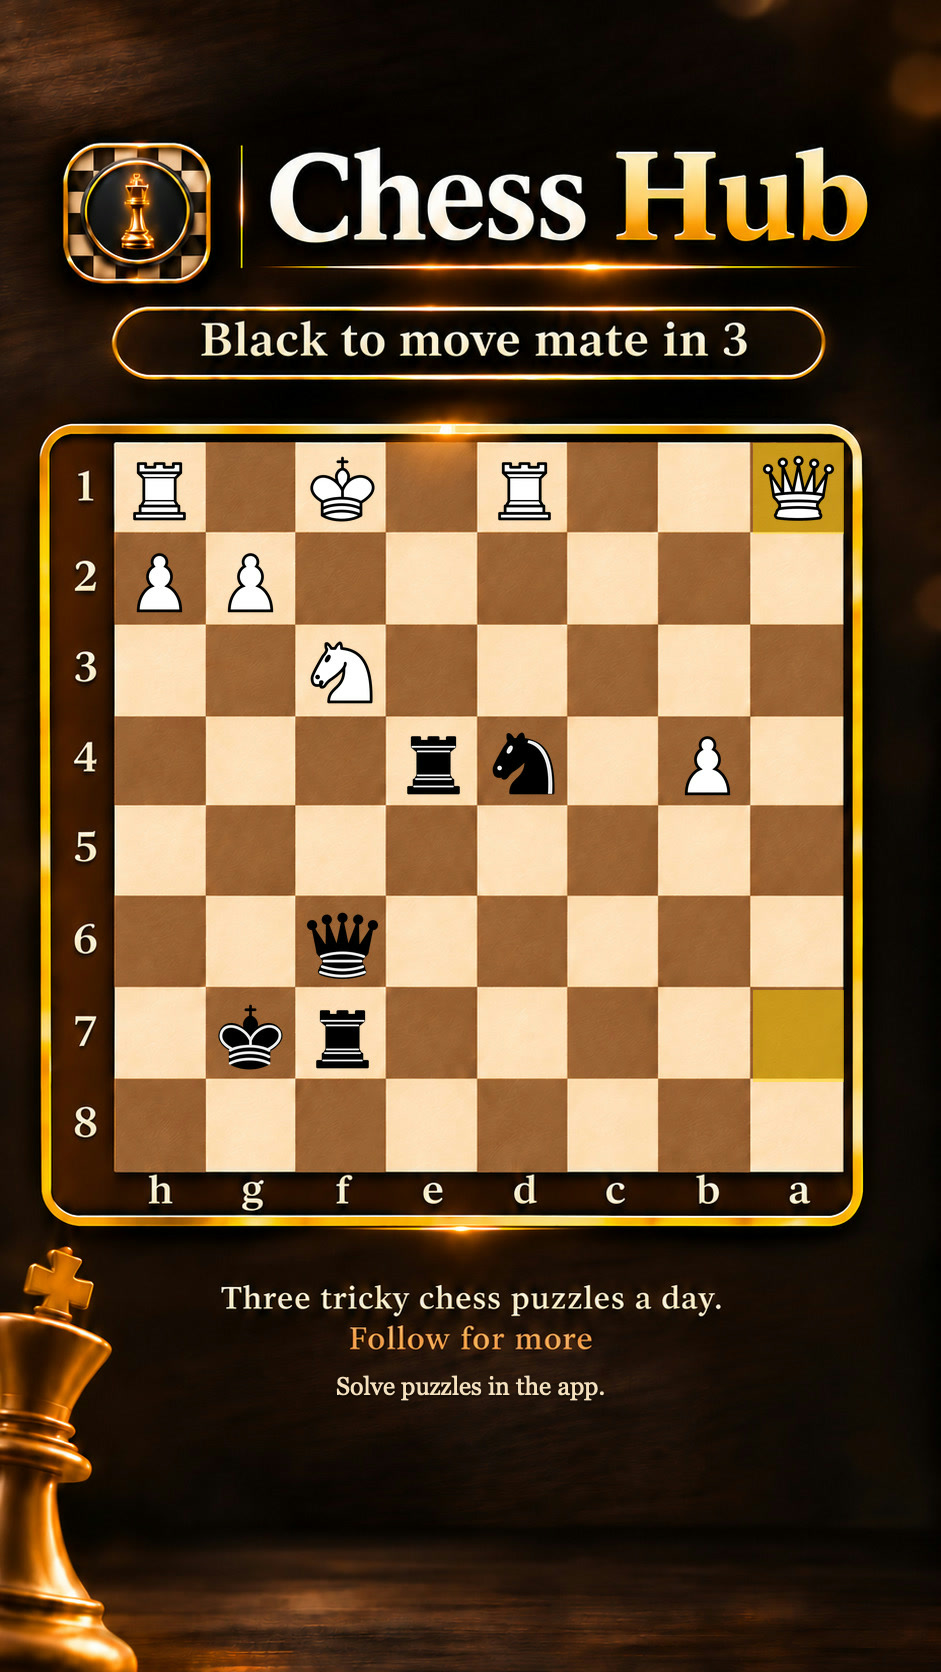 Chess Hub
Black to move mate in 3
1
2
3
4
5
6
7
8
h g f e d c b a
Three tricky chess puzzles a day.
Follow for more
Solve puzzles in the app.